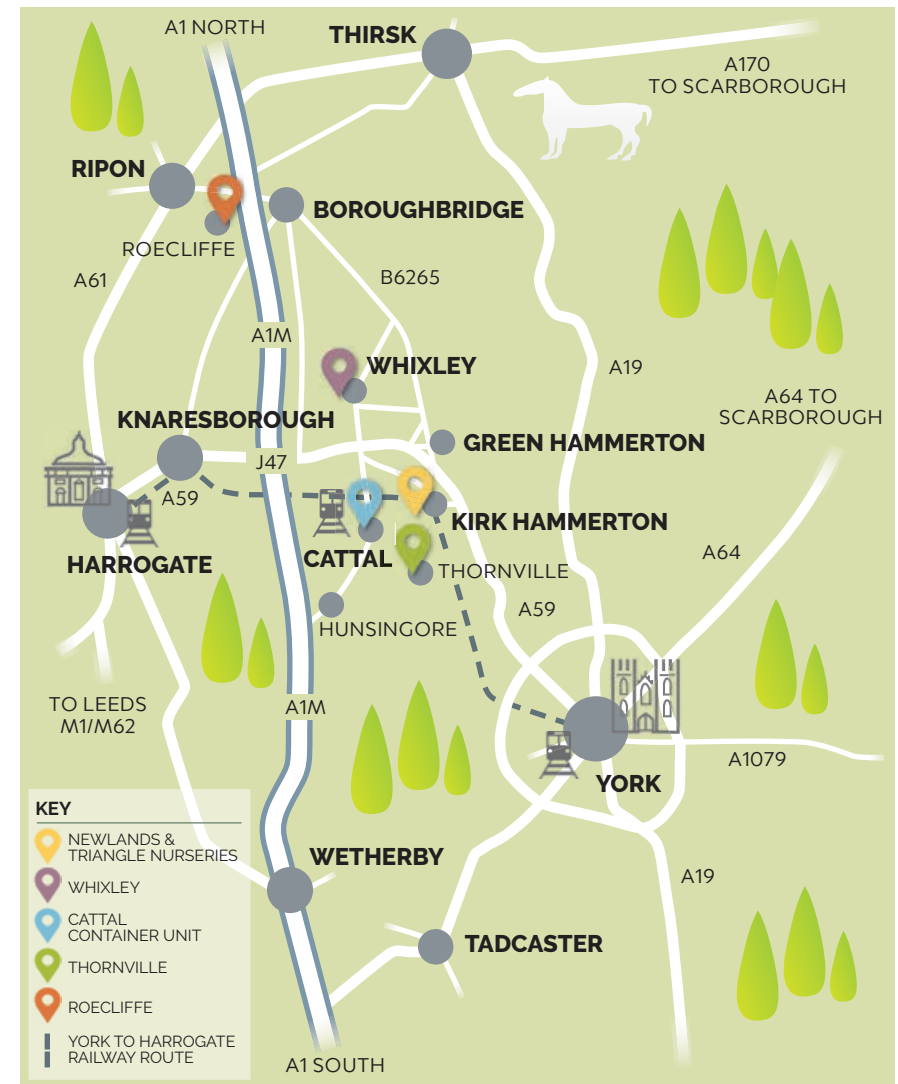 A1 NORTH
THIRSK
A170
TO SCARBOROUGH
RIPON
BOROUGHBRIDGE
ROECLIFFE
A61
B6265
A1M
WHIXLEY
A19
A64 TO
SCARBOROUGH
KNARESBOROUGH
GREEN HAMMERTON
J47
A59
KIRK HAMMERTON
HARROGATE
CATTAL
THORNVILLE
A64
A59
HUNSINGORE
TO LEEDS
M1/M62
A1M
A1079
YORK
KEY
NEWLANDS &
TRIANGLE NURSERIES
WHIXLEY
CATTAL
CONTAINER UNIT
THORNVILLE
ROECLIFFE
YORK TO HARROGATE
RAILWAY ROUTE
WETHERBY
A19
TADCASTER
A1 SOUTH